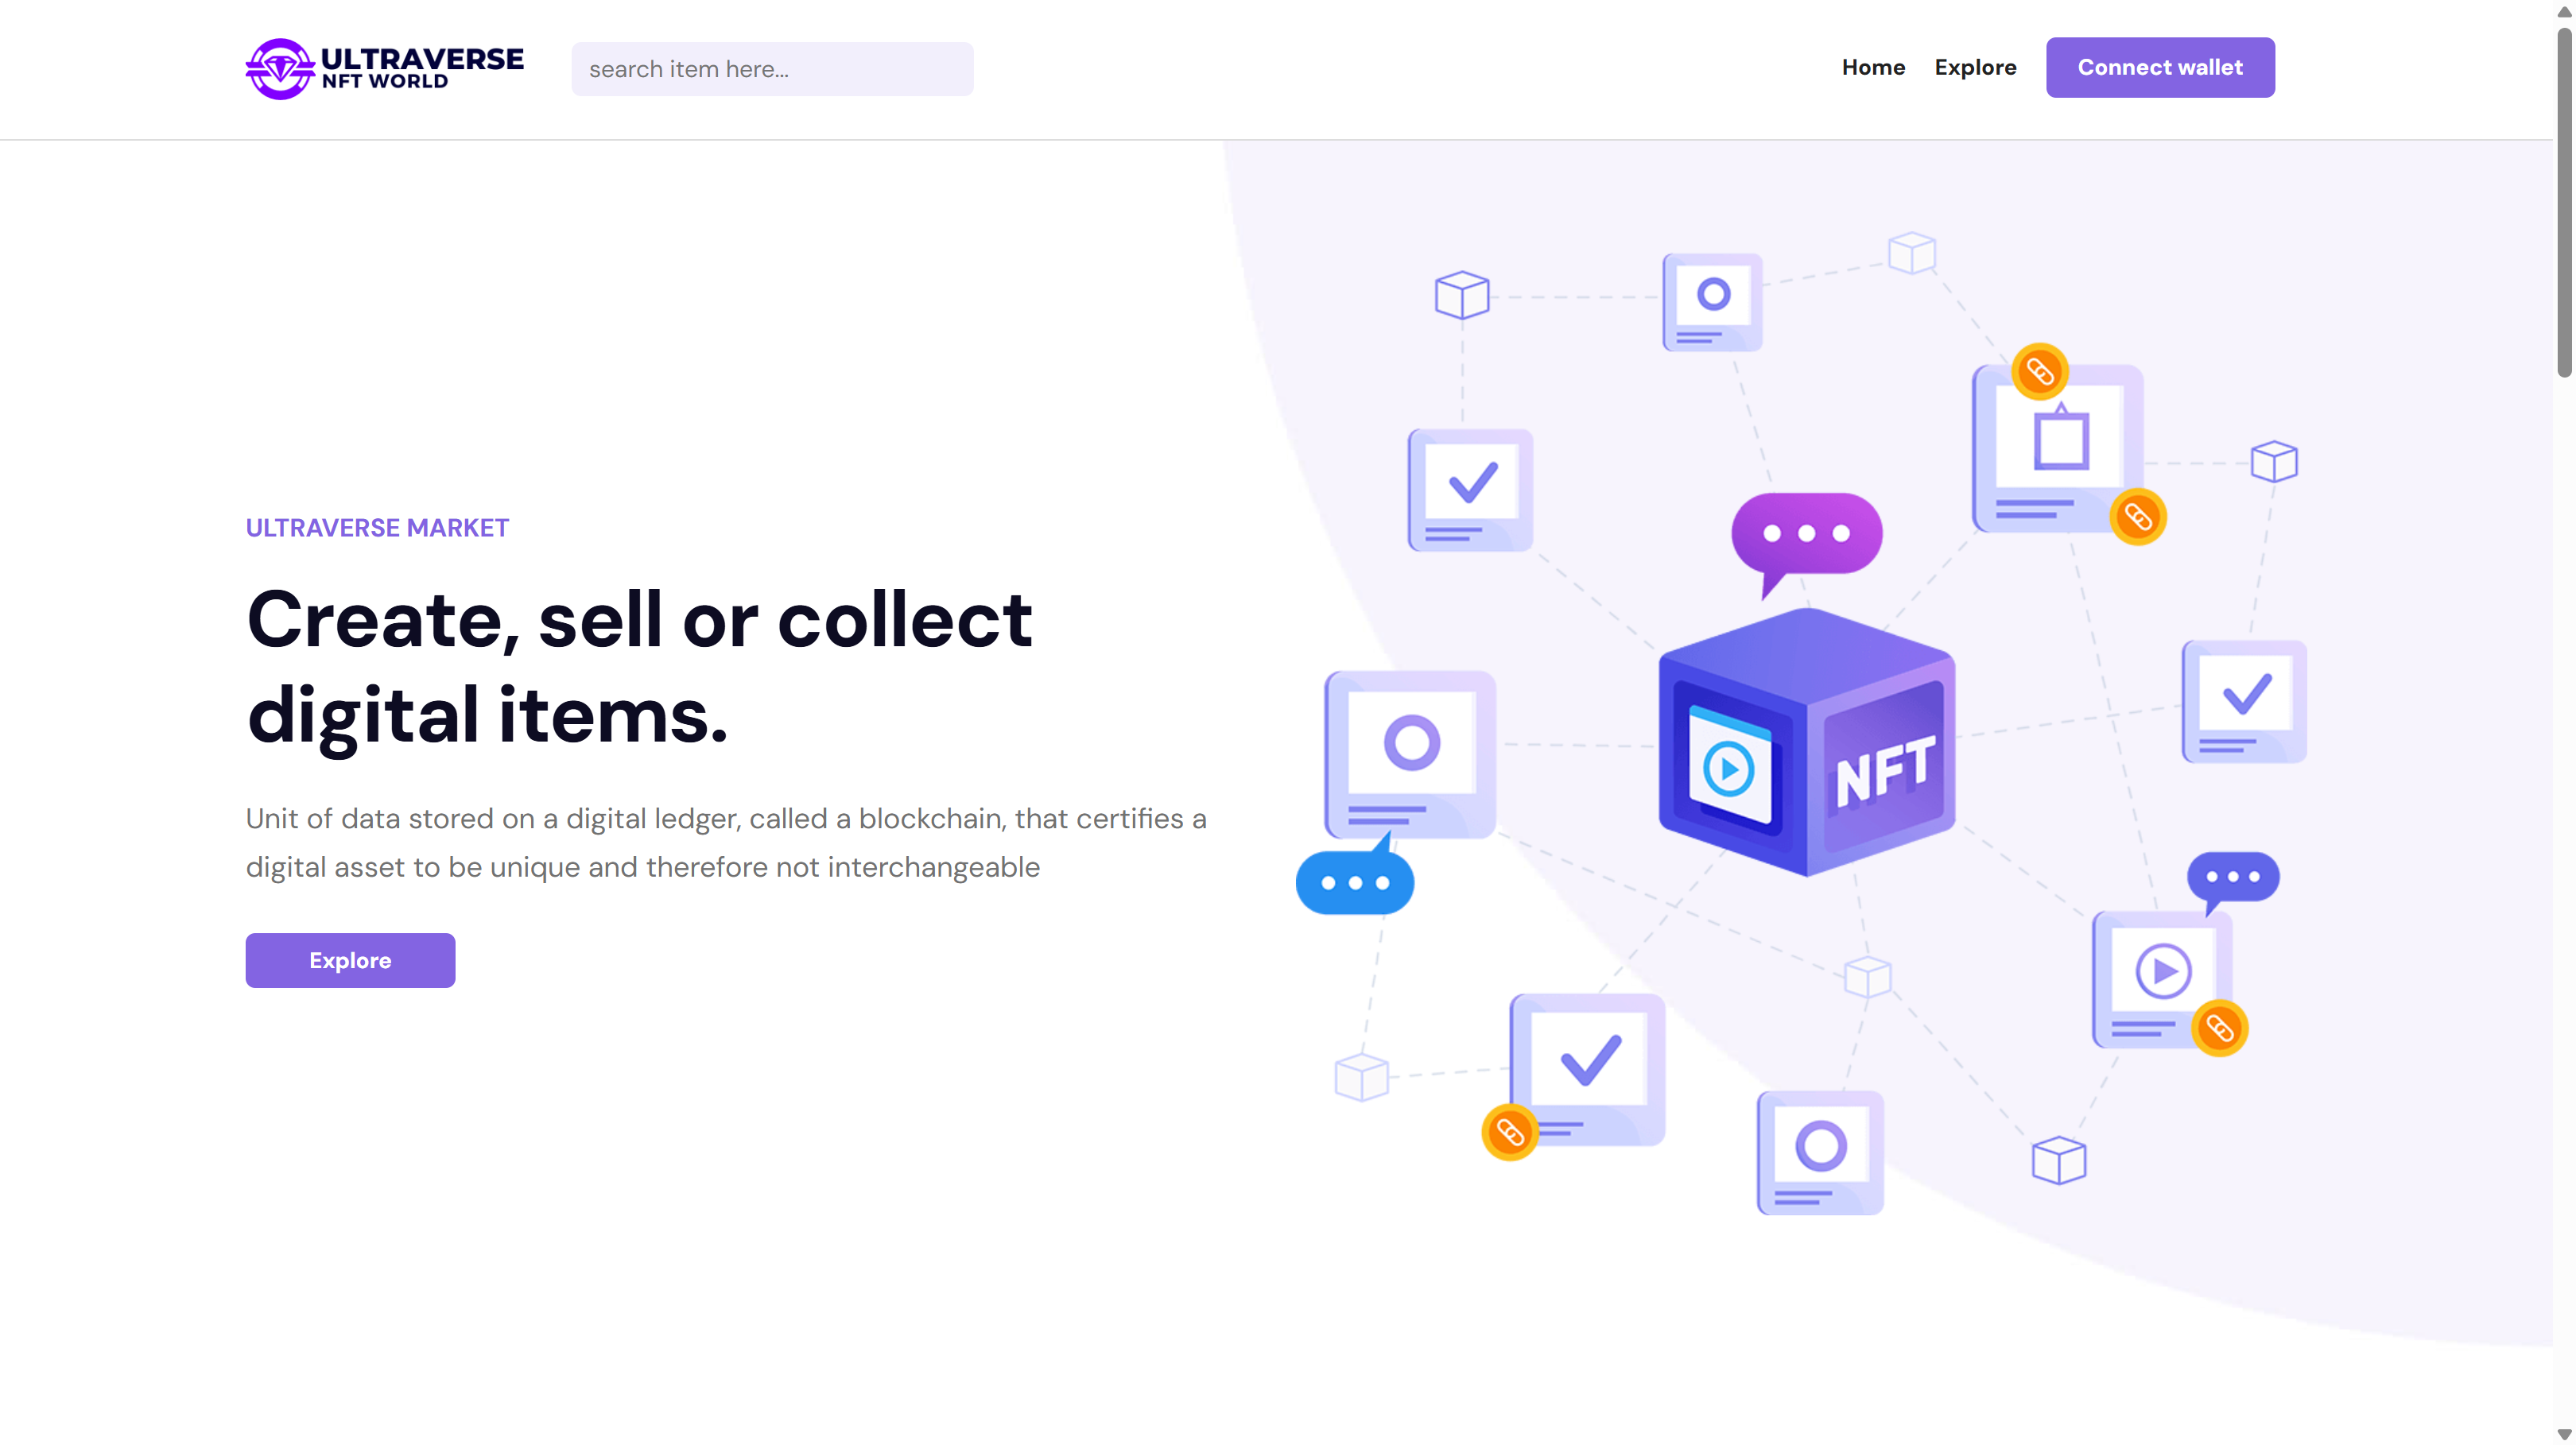 ULTRAVERSE
NFT WORLD
search item here...
Home
Explore
Connect wallet
ULTRAVERSE MARKET
Create, sell or collect
digital items.
Unit of data stored on a digital ledger, called a blockchain, that certifies a
digital asset to be unique and therefore not interchangeable
Explore
NFT